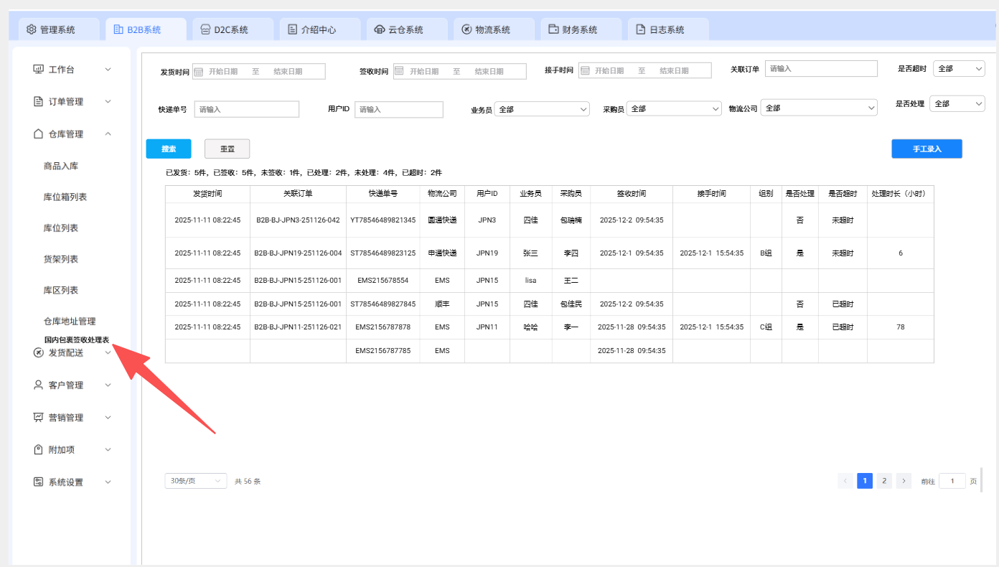 管理系统 B2B系统 D2C系统 介绍中心 云仓系统 物流系统 财务系统 日志系统
工作台
订单管理
仓库管理
商品入库
库位箱列表
库位列表
货架列表
库区列表
仓库地址管理
国内包裹签收处理表
发货配送
客户管理
营销管理
附加项
系统设置
发货时间 开始日期 至 结束日期 签收时间 开始日期 至 结束日期 接手时间 开始日期 至 结束日期 关联订单 请输入 是否超时 全部
快递单号 请输入 用户ID 请输入 业务员 全部 采购员 全部 物流公司 全部 是否处理 全部
搜索 重置 手工录入
已发货：5件，已签收：5件，未签收：1件，已处理：2件，未处理：4件，已超时：2件
发货时间 关联订单 快递单号 物流公司 用户ID 业务员 采购员 签收时间 接手时间 组别 是否处理 是否超时 处理时长（小时）
2025-11-11 08:22:45 B2B-BJ-JPN3-251126-042 YT78546489821345 圆通快递 JPN3 四佳 包瑞楠 2025-12-2 09:54:35 否 未超时
2025-11-11 08:22:45 B2B-BJ-JPN19-251126-004 ST78546489823125 申通快递 JPN19 张三 李四 2025-12-1 09:54:35 2025-12-1 15:54:35 B组 是 未超时 6
2025-11-11 08:22:45 B2B-BJ-JPN15-251126-001 EMS215678554 EMS JPN15 lisa 王二
2025-11-11 08:22:45 B2B-BJ-JPN15-251126-001 ST78546489827845 顺丰 JPN15 四佳 包佳民 2025-12-2 09:54:35 否 已超时
2025-11-11 08:22:45 B2B-BJ-JPN11-251126-021 EMS2156787878 EMS JPN11 哈哈 李一 2025-11-28 09:54:35 2025-12-1 15:54:35 C组 是 已超时 78
EMS2156787785 EMS 2025-11-28 09:54:35
30条/页 共 56 条 1 2 前往 1 页